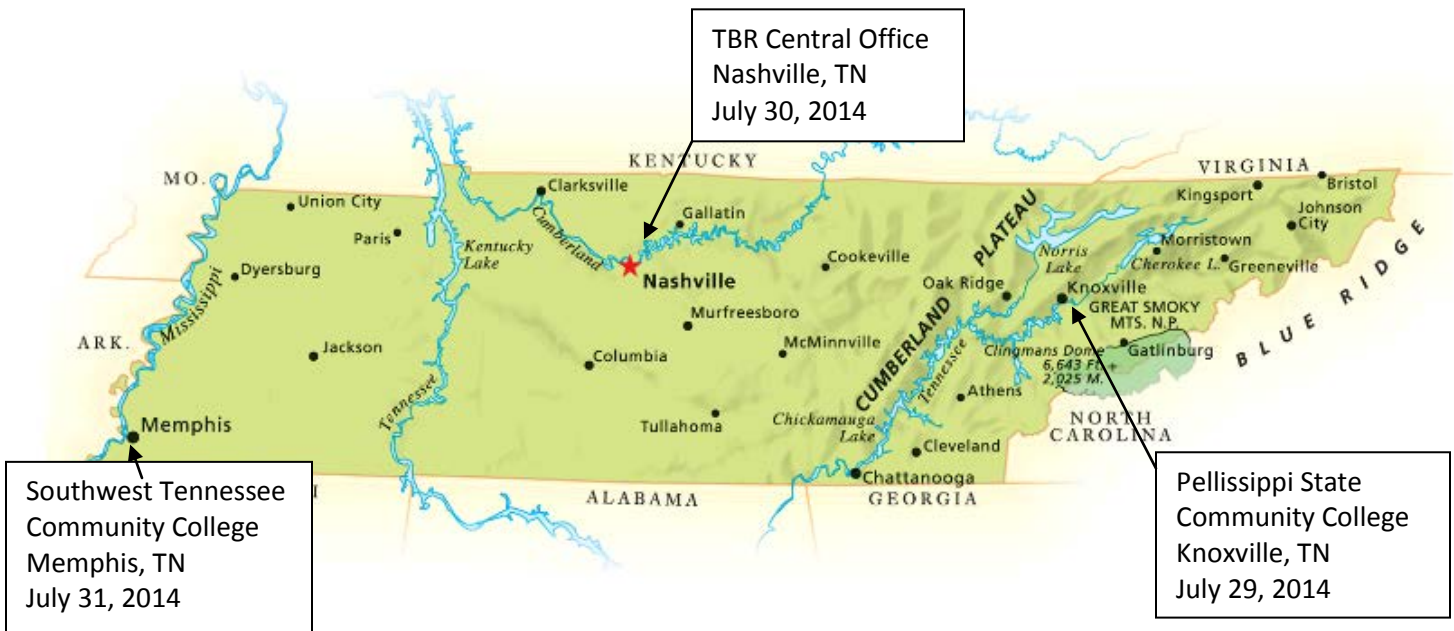 TBR Central Office
Nashville, TN
July 30, 2014
KENTUCKY
VIRGINIA
MO.
Clarksville
Kingsport
Bristol
Union City
Gallatin
Johnson
City
Paris
Cumberland
Kentucky
Lake
PLATEAU
Norris
Lake
Morristown
Cherokee L.
Greeneville
Dyersburg
Nashville
Cookeville
Oak Ridge
Knoxville
GREAT SMOKY
MTS. N.P.
Mississippi
Murfreesboro
CUMBERLAND
BLUE RIDGE
ARK.
Jackson
Columbia
McMinnville
Clingmans Dome
6,643 Ft. +
2,025 M.
Gatlinburg
Tennessee
Tennessee
Athens
Memphis
Tullahoma
Chickamauga
Lake
NORTH
CAROLINA
Cleveland
Chattanooga
ALABAMA
GEORGIA
I
Southwest Tennessee
Community College
Memphis, TN
July 31, 2014
Pellissippi State
Community College
Knoxville, TN
July 29, 2014